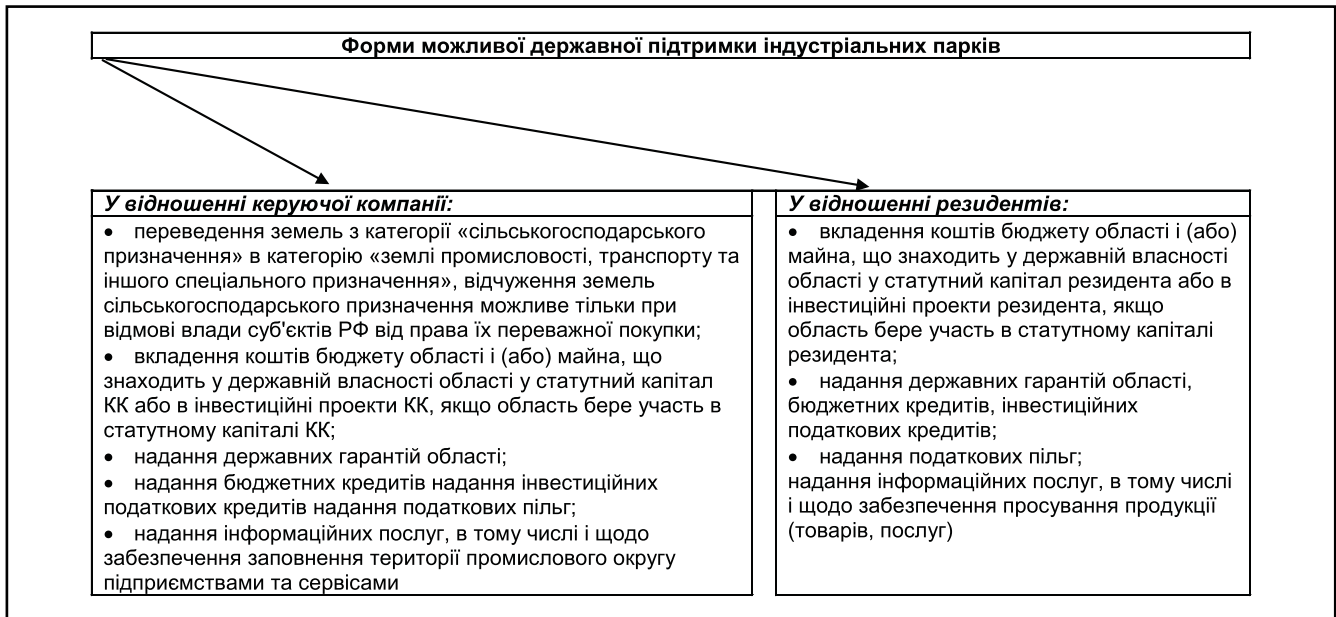 Форми можливої державної підтримки індустріальних парків
У відношенні керуючої компанії:
• переведення земель з категорії «сільськогосподарського
призначення» в категорію «землі промисловості, транспорту та
іншого спеціального призначення», відчуження земель
сільськогосподарського призначення можливе тільки при
відмові влади суб'єктів РФ від права їх переважної покупки;
• вкладення коштів бюджету області і (або) майна, що
знаходить у державній власності області у статутний капітал
КК або в інвестиційні проекти КК, якщо область бере участь в
статутному капіталі КК;
• надання державних гарантій області;
• надання бюджетних кредитів надання інвестиційних
податкових кредитів надання податкових пільг;
• надання інформаційних послуг, в тому числі і щодо
забезпечення заповнення території промислового округу
підприємствами та сервісами
У відношенні резидентів:
• вкладення коштів бюджету області і (або)
майна, що знаходить у державній власності
області у статутний капітал резидента або в
інвестиційні проекти резидента, якщо
область бере участь в статутному капіталі
резидента;
• надання державних гарантій області,
бюджетних кредитів, інвестиційних
податкових кредитів;
• надання податкових пільг;
надання інформаційних послуг, в тому числі
і щодо забезпечення просування продукції
(товарів, послуг)